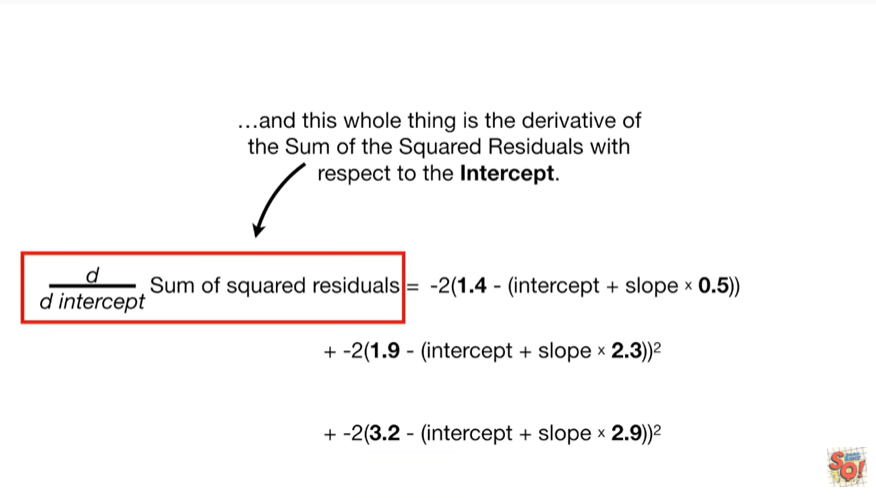 ...and this whole thing is the derivative of
the Sum of the Squared Residuals with
respect to the Intercept.
d
d intercept
Sum of squared residuals = -2(1.4 - (intercept + slope × 0.5))
+ -2(1.9 - (intercept + slope × 2.3))²
+ -2(3.2 - (intercept + slope × 2.9))²
SQ!